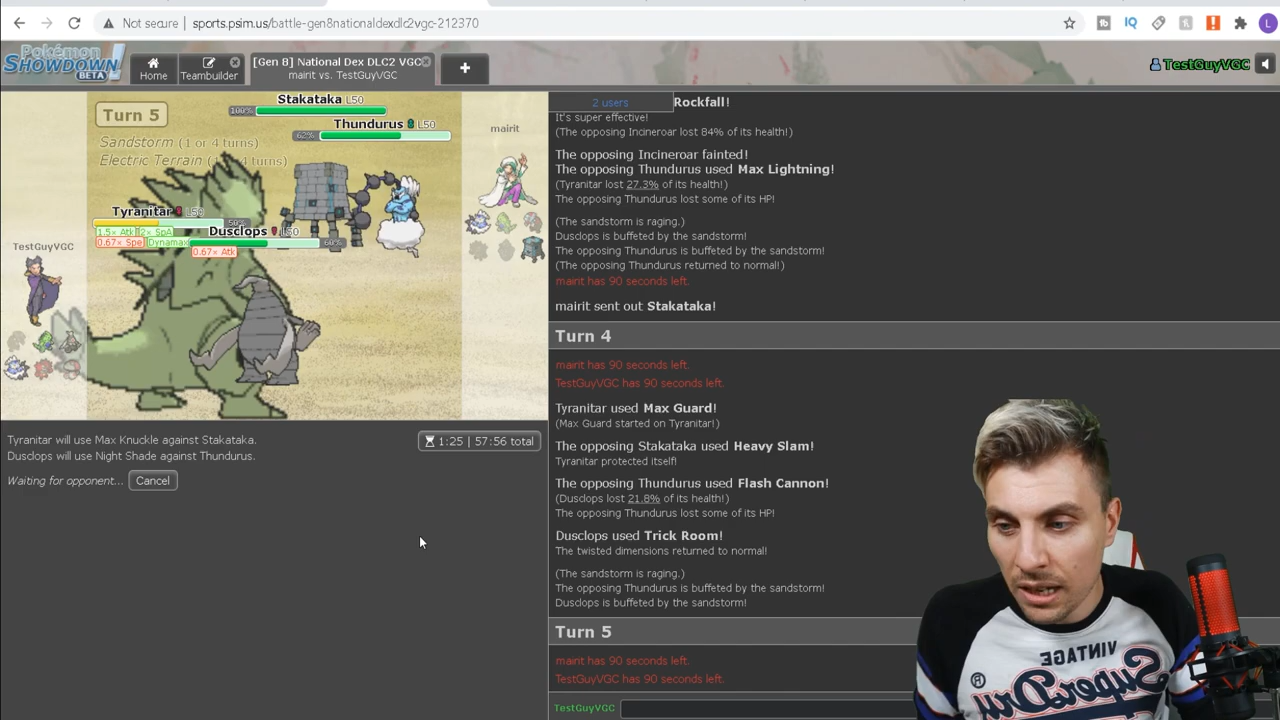 Not secure | sports.psim.us/battle-gen8nationaldexdlc2vgc-212370
IQ
L
Pokémon
SHOWDOWN!
BETA
Home
Teambuilder
[Gen 8] National Dex DLC2 VGC
mairit vs. TestGuyVGC
TestGuyVGC
Turn 5
Sandstorm (1 or 4 turns)
Stakataka L50
100%
Thundurus L50
62%
mairit
Tyranitar L50
50%
1.5× Atk 2× SpA
0.67× Spe Dynamax
Dusclops L50
60%
0.67× Atk
TestGuyVGC
Tyranitar will use Max Knuckle against Stakataka.
Dusclops will use Night Shade against Thundurus.
Waiting for opponent...
Cancel
1:25 | 57:56 total
2 users
Rockfall!
It's super effective!
(The opposing Incineroar lost 84% of its health!)
The opposing Incineroar fainted!
The opposing Thundurus used Max Lightning!
(Tyranitar lost 27.3% of its health!)
The opposing Thundurus lost some of its HP!
(The sandstorm is raging.)
Dusclops is buffeted by the sandstorm!
The opposing Thundurus is buffeted by the sandstorm!
(The opposing Thundurus returned to normal!)
mairit has 90 seconds left.
mairit sent out Stakataka!
Turn 4
mairit has 90 seconds left.
TestGuyVGC has 90 seconds left.
Tyranitar used Max Guard!
(Max Guard started on Tyranitar!)
The opposing Stakataka used Heavy Slam!
Tyranitar protected itself!
The opposing Thundurus used Flash Cannon!
(Dusclops lost 21.8% of its health!)
The opposing Thundurus lost some of its HP!
Dusclops used Trick Room!
The twisted dimensions returned to normal!
(The sandstorm is raging.)
The opposing Thundurus is buffeted by the sandstorm!
Dusclops is buffeted by the sandstorm!
Turn 5
mairit has 90 seconds left.
TestGuyVGC has 90 seconds left.
TestGuyVGC
VINTAGE
SuperDry